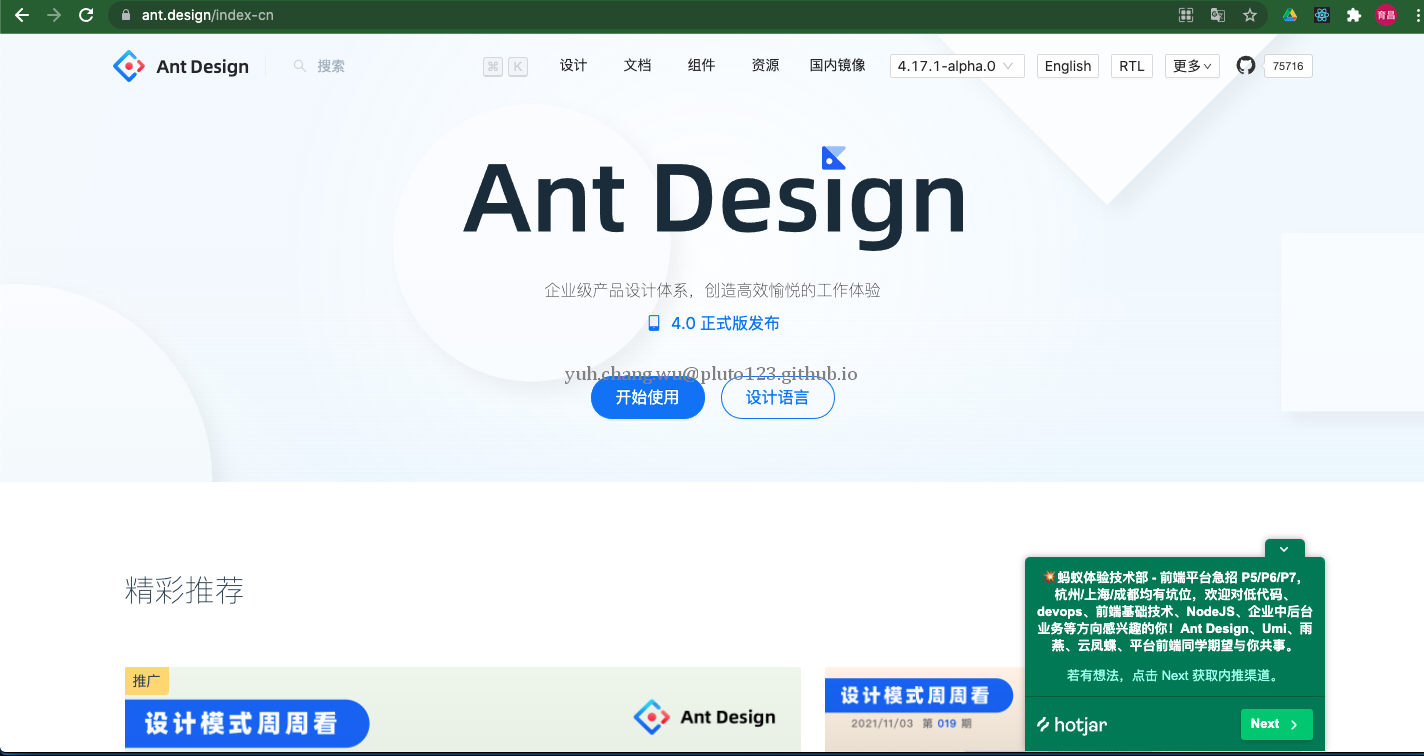 ant.design/index-cn
育昌
Ant Design
搜索
⌘ K
设计
文档
组件
资源
国内镜像
4.17.1-alpha.0
English
RTL
更多
75716
Ant Design
企业级产品设计体系，创造高效愉悦的工作体验
4.0 正式版发布
yuh.chang.wu@pluto123.github.io
开始使用
设计语言
精彩推荐
推广
设计模式周周看
Ant Design
设计模式周周看
2021/11/03 第 019 期
💥蚂蚁体验技术部 - 前端平台急招 P5/P6/P7，
杭州/上海/成都均有坑位，欢迎对低代码、
devops、前端基础技术、NodeJS、企业中后台
业务等方向感兴趣的你！Ant Design、Umi、雨
燕、云凤蝶、平台前端同学期望与你共事。
若有想法，点击 Next 获取内推渠道。
hotjar
Next